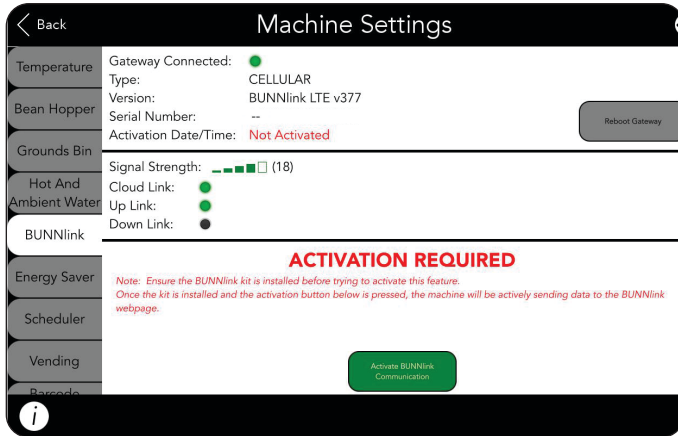 Back
Machine Settings
Temperature
Bean Hopper
Grounds Bin
Hot And
Ambient Water
BUNNlink
Energy Saver
Scheduler
Vending
Barcode
Gateway Connected:
Type: CELLULAR
Version: BUNNlink LTE v377
Serial Number: --
Activation Date/Time: Not Activated
Reboot Gateway
Signal Strength: (18)
Cloud Link:
Up Link:
Down Link:
ACTIVATION REQUIRED
Note: Ensure the BUNNlink kit is installed before trying to activate this feature.
Once the kit is installed and the activation button below is pressed, the machine will be actively sending data to the BUNNlink
webpage.
Activate BUNNlink
Communication
i